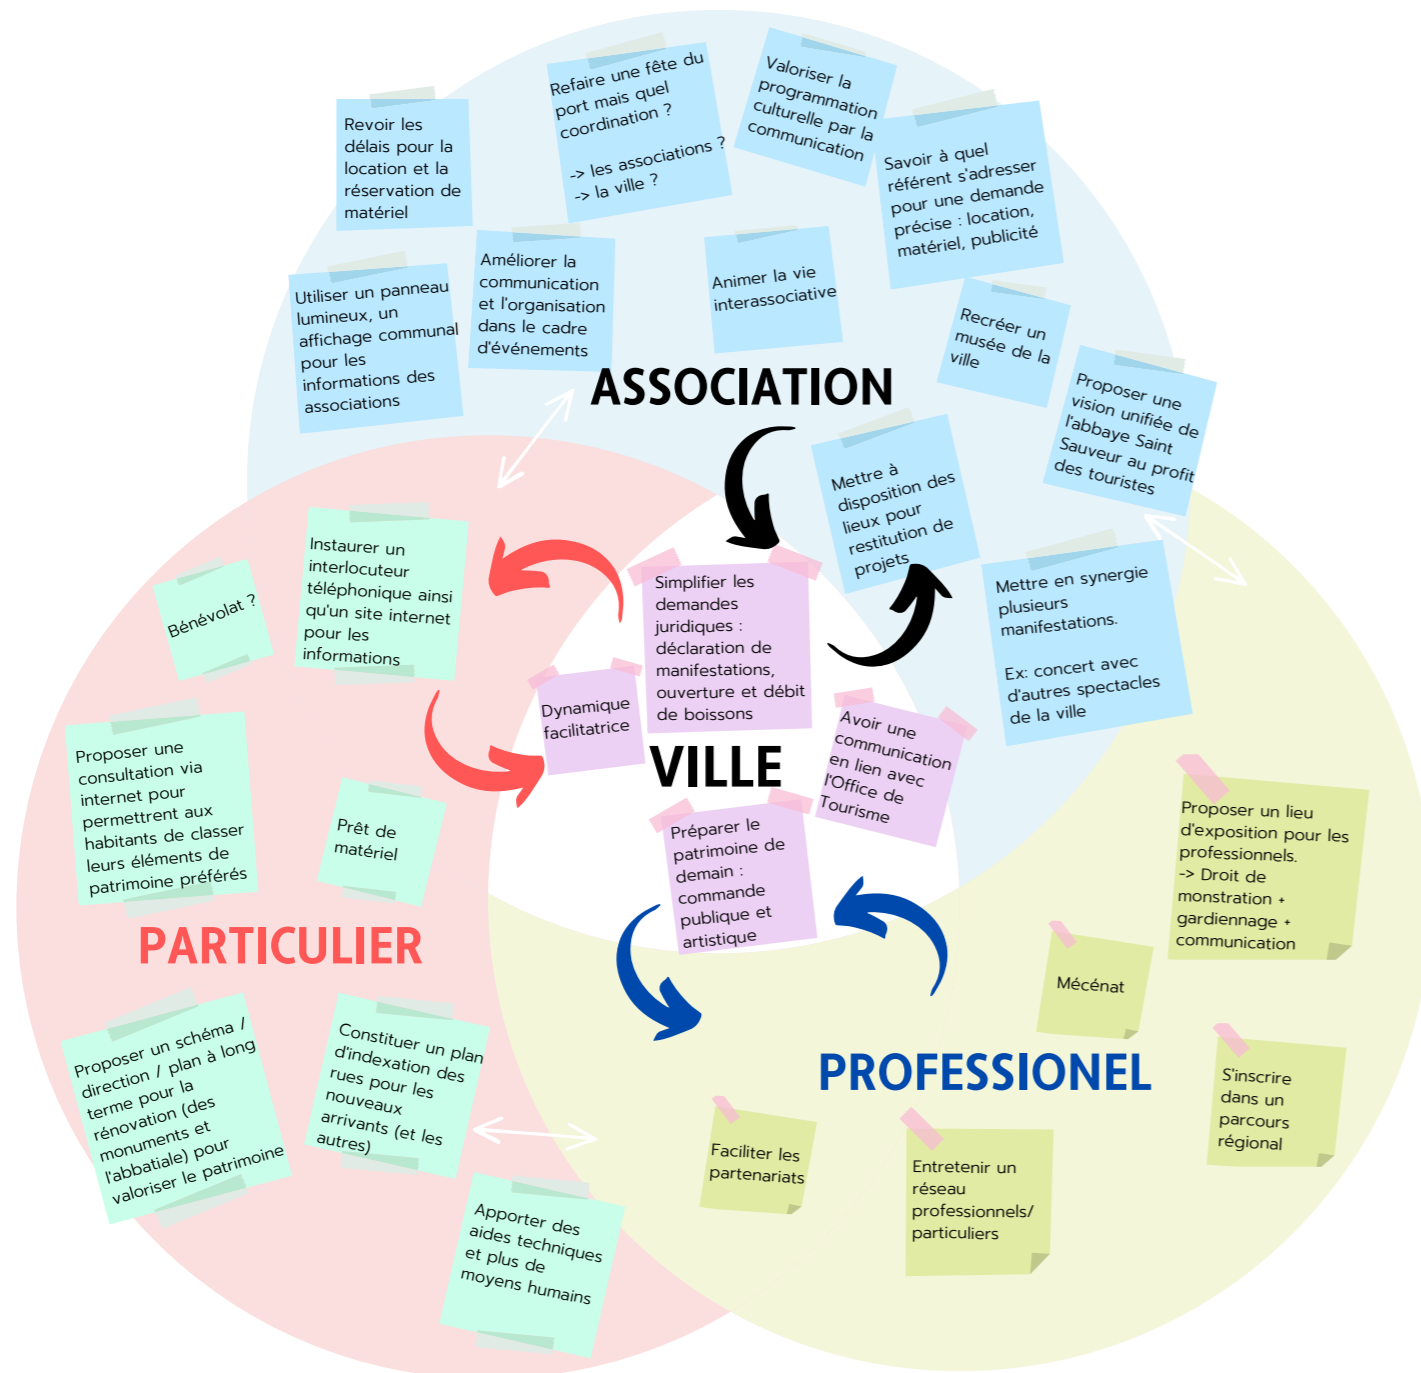 Refaire une fête du
port mais quel
coordination ?
-> les associations ?
-> la ville ?
Valoriser la
programmation
culturelle par la
communication
Revoir les
délais pour la
location et la
réservation de
matériel
Savoir à quel
référent s'adresser
pour une demande
précise : location,
matériel, publicité
Utiliser un panneau
lumineux, un
affichage communal
pour les
informations des
associations
Améliorer la
communication
et l'organisation
dans le cadre
d'événements
Animer la vie
interassociative
Recréer un
musée de la
ville
Proposer une
vision unifiée de
l'abbaye Saint
Sauveur au profit
des touristes
ASSOCIATION
Mettre à
disposition des
lieux pour
restitution de
projets
Mettre en synergie
plusieurs
manifestations.
Ex: concert avec
d'autres spectacles
de la ville
Instaurer un
interlocuteur
téléphonique ainsi
qu'un site internet
pour les
informations
Bénévolat ?
Simplifier les
demandes
juridiques :
déclaration de
manifestations,
ouverture et débit
de boissons
Dynamique
facilitatrice
Avoir une
communication
en lien avec
l'Office de
Tourisme
VILLE
Préparer le
patrimoine de
demain :
commande
publique et
artistique
Proposer une
consultation via
internet pour
permettrent aux
habitants de classer
leurs éléments de
patrimoine préférés
Prêt de
matériel
PARTICULIER
Proposer un schéma /
direction / plan à long
terme pour la
rénovation (des
monuments et
l'abbatiale) pour
valoriser le patrimoine
Constituer un plan
d'indexation des
rues pour les
nouveaux
arrivants (et les
autres)
Apporter des
aides techniques
et plus de
moyens humains
Proposer un lieu
d'exposition pour les
professionnels.
-> Droit de
monstration +
gardiennage +
communication
Mécénat
PROFESSIONEL
S'inscrire
dans un
parcours
régional
Faciliter les
partenariats
Entretenir un
réseau
professionnels/
particuliers